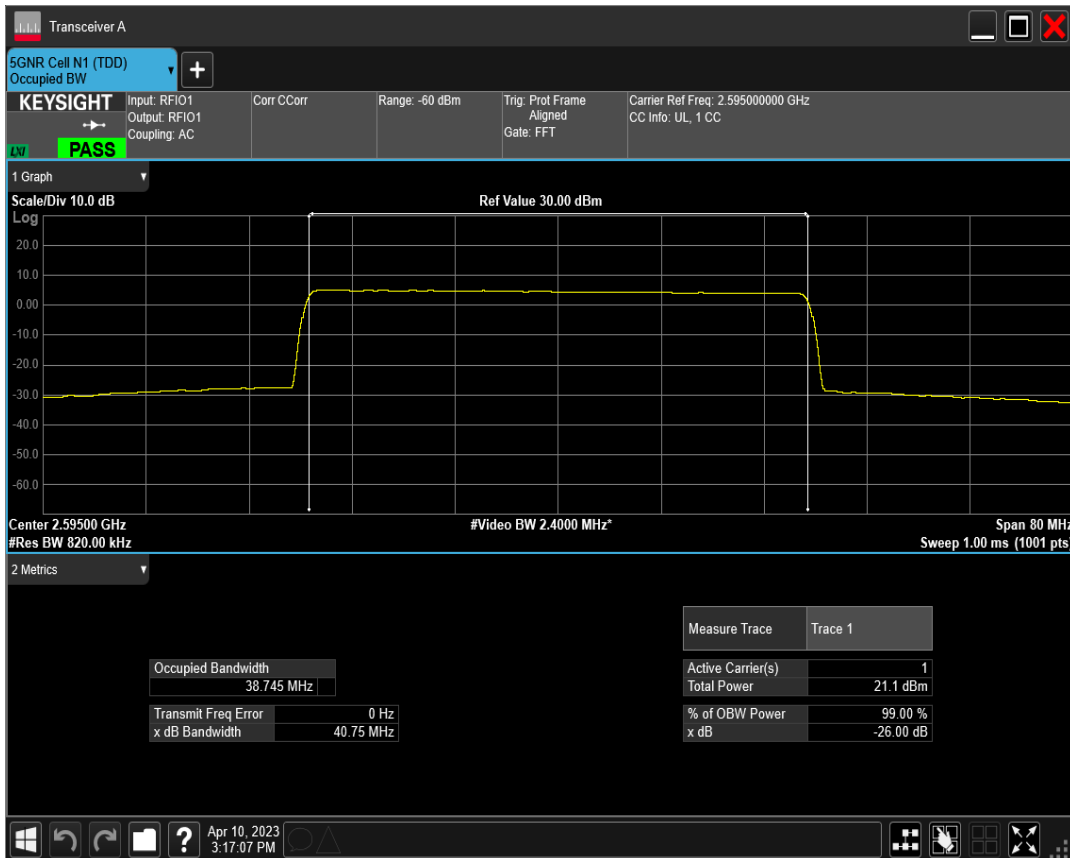 Transceiver A
5GNR Cell N1 (TDD)
Occupied BW
+
KEYSIGHT
LXI
PASS
Input: RFIO1
Output: RFIO1
Coupling: AC
Corr CCorr
Range: -60 dBm
Trig: Prot Frame
Aligned
Gate: FFT
Carrier Ref Freq: 2.595000000 GHz
CC Info: UL, 1 CC
1 Graph
Scale/Div 10.0 dB
Ref Value 30.00 dBm
Log
20.0
10.0
0.00
-10.0
-20.0
-30.0
-40.0
-50.0
-60.0
Center 2.59500 GHz
#Video BW 2.4000 MHz*
Span 80 MHz
#Res BW 820.00 kHz
Sweep 1.00 ms (1001 pts)
2 Metrics
Measure Trace Trace 1
Occupied Bandwidth
38.745 MHz
Active Carrier(s) 1
Total Power 21.1 dBm
Transmit Freq Error 0 Hz
x dB Bandwidth 40.75 MHz
% of OBW Power 99.00 %
x dB -26.00 dB
?
Apr 10, 2023
3:17:07 PM